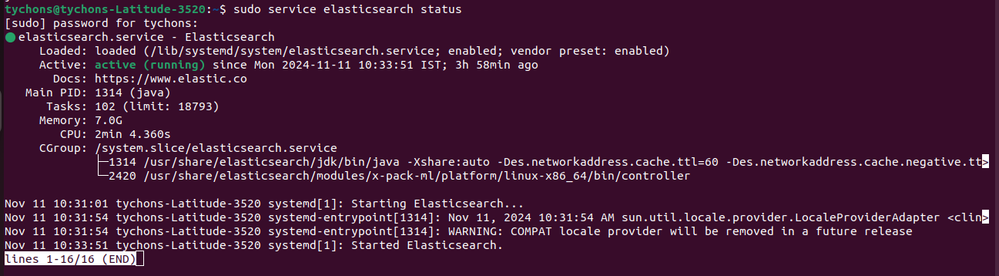 tychons@tychons-Latitude-3520:~$ sudo service elasticsearch status
[sudo] password for tychons:
● elasticsearch.service - Elasticsearch
     Loaded: loaded (/lib/systemd/system/elasticsearch.service; enabled; vendor preset: enabled)
     Active: active (running) since Mon 2024-11-11 10:33:51 IST; 3h 58min ago
       Docs: https://www.elastic.co
   Main PID: 1314 (java)
      Tasks: 102 (limit: 18793)
     Memory: 7.0G
        CPU: 2min 4.360s
     CGroup: /system.slice/elasticsearch.service
             ├─1314 /usr/share/elasticsearch/jdk/bin/java -Xshare:auto -Des.networkaddress.cache.ttl=60 -Des.networkaddress.cache.negative.tt>
             └─2420 /usr/share/elasticsearch/modules/x-pack-ml/platform/linux-x86_64/bin/controller
Nov 11 10:31:01 tychons-Latitude-3520 systemd[1]: Starting Elasticsearch...
Nov 11 10:31:54 tychons-Latitude-3520 systemd-entrypoint[1314]: Nov 11, 2024 10:31:54 AM sun.util.locale.provider.LocaleProviderAdapter <clin>
Nov 11 10:31:54 tychons-Latitude-3520 systemd-entrypoint[1314]: WARNING: COMPAT locale provider will be removed in a future release
Nov 11 10:33:51 tychons-Latitude-3520 systemd[1]: Started Elasticsearch.
lines 1-16/16 (END)